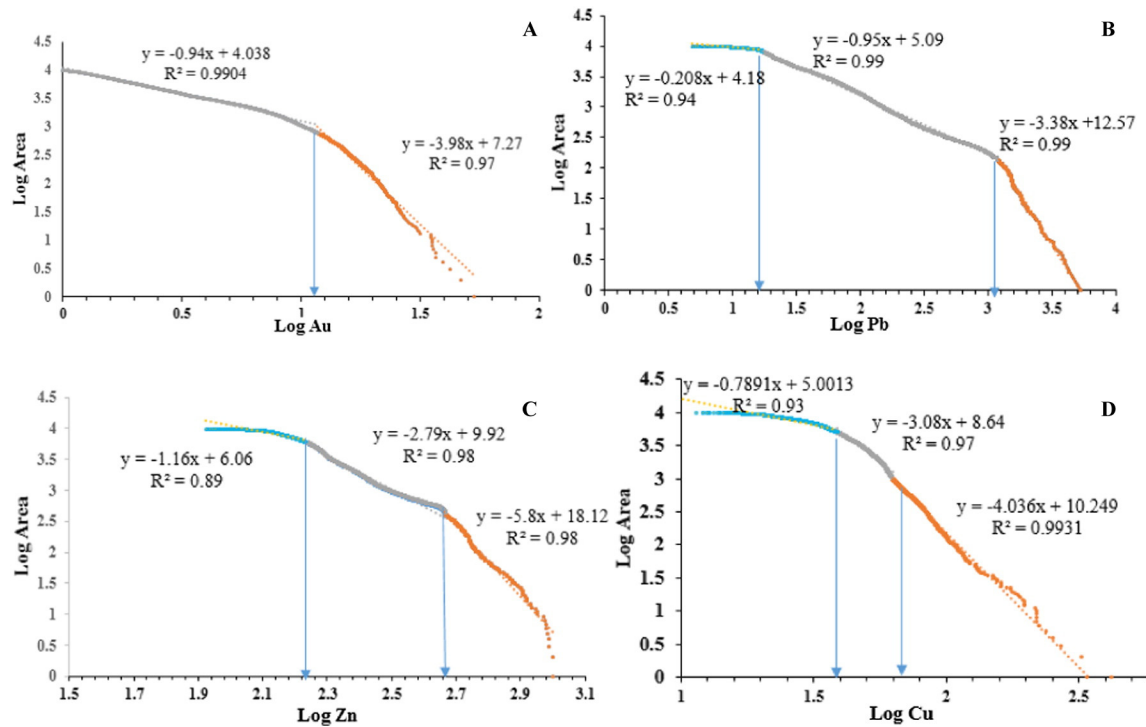 A
y = -0.94x + 4.038
R² = 0.9904
y = -3.98x + 7.27
R² = 0.97
Log Area
4.5
4
3.5
3
2.5
2
1.5
1
0.5
0
0 0.5 1 1.5 2
Log Au
B
y = -0.95x + 5.09
R² = 0.99
y = -0.208x + 4.18
R² = 0.94
y = -3.38x +12.57
R² = 0.99
Log Area
4.5
4
3.5
3
2.5
2
1.5
1
0.5
0
0 0.5 1 1.5 2 2.5 3 3.5 4
Log Pb
C
y = -2.79x + 9.92
R² = 0.98
y = -1.16x + 6.06
R² = 0.89
y = -5.8x + 18.12
R² = 0.98
Log Area
4.5
4
3.5
3
2.5
2
1.5
1
0.5
0
1.5 1.7 1.9 2.1 2.3 2.5 2.7 2.9 3.1
Log Zn
D
y = -0.7891x + 5.0013
R² = 0.93
y = -3.08x + 8.64
R² = 0.97
y = -4.036x + 10.249
R² = 0.9931
Log Area
4.5
4
3.5
3
2.5
2
1.5
1
0.5
0
1 1.5 2 2.5
Log Cu